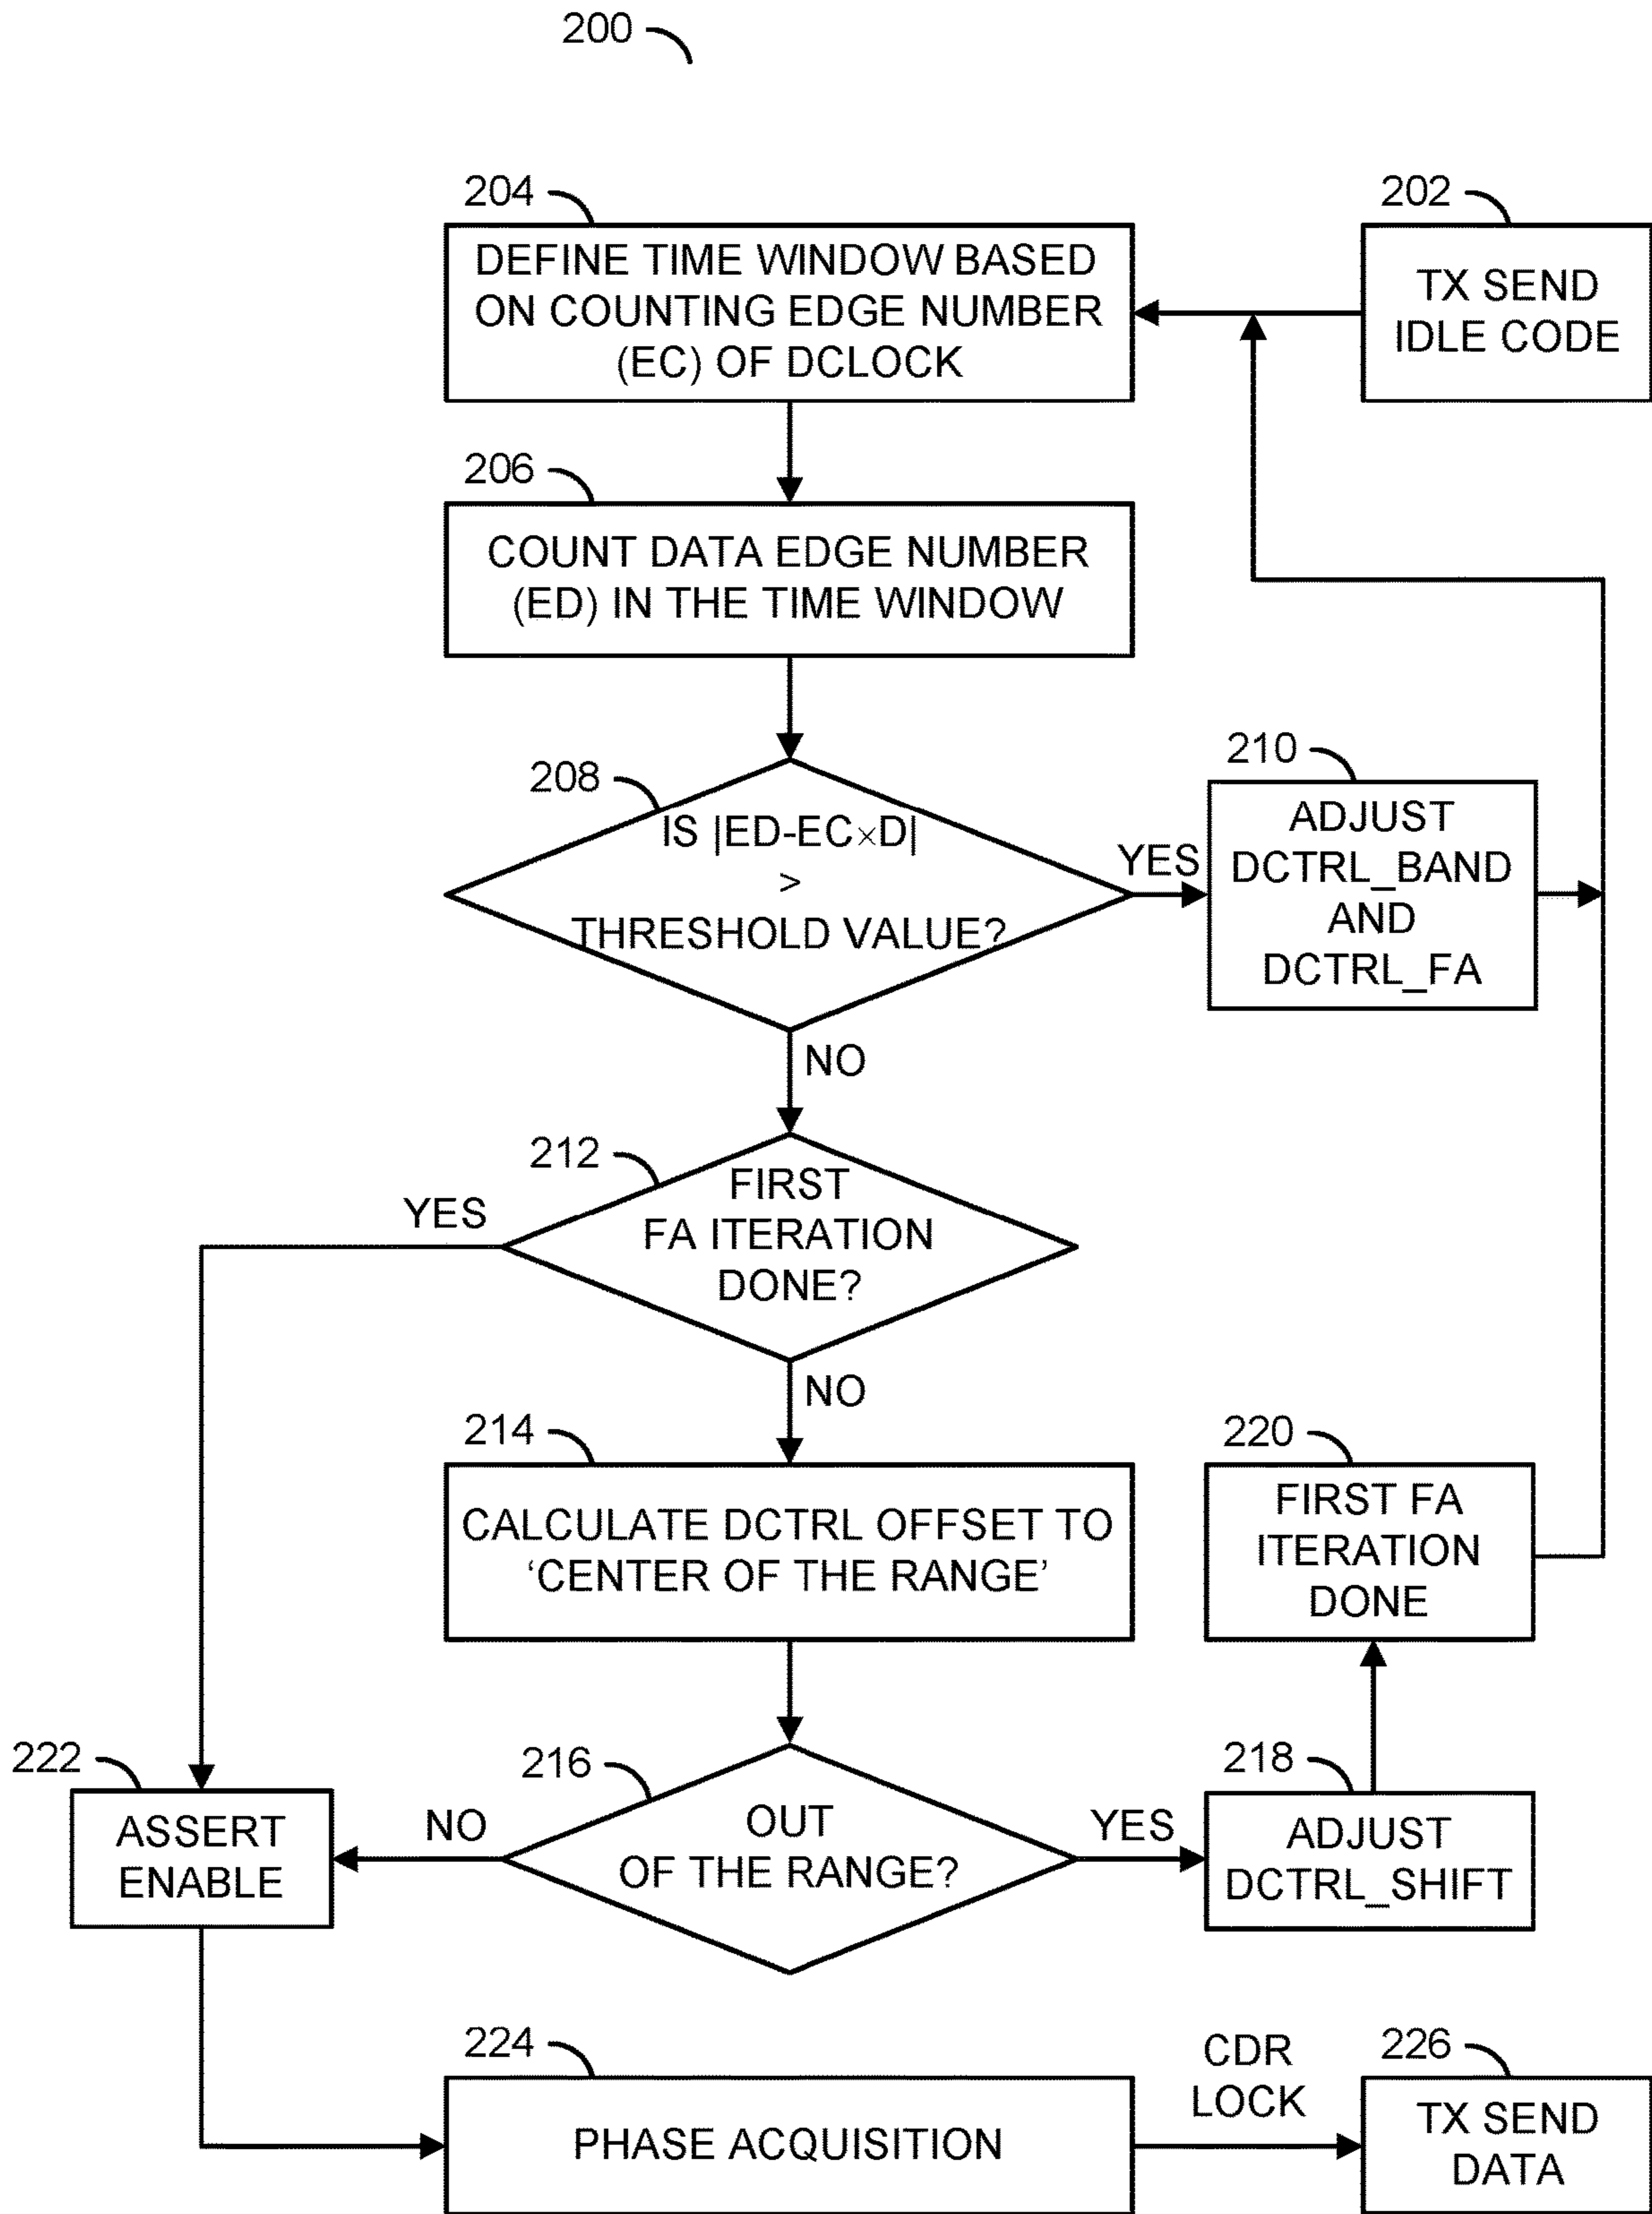 200
204
DEFINE TIME WINDOW BASED
ON COUNTING EDGE NUMBER
(EC) OF DCLOCK
202
TX SEND
IDLE CODE
206
COUNT DATA EDGE NUMBER
(ED) IN THE TIME WINDOW
208
IS |ED-EC×D|
>
THRESHOLD VALUE?
YES
210
ADJUST
DCTRL_BAND
AND
DCTRL_FA
NO
212
FIRST
FA ITERATION
DONE?
YES
NO
214
CALCULATE DCTRL OFFSET TO
‘CENTER OF THE RANGE’
220
FIRST FA
ITERATION
DONE
216
OUT
OF THE RANGE?
YES
218
ADJUST
DCTRL_SHIFT
NO
222
ASSERT
ENABLE
224
PHASE ACQUISITION
CDR
LOCK
226
TX SEND
DATA